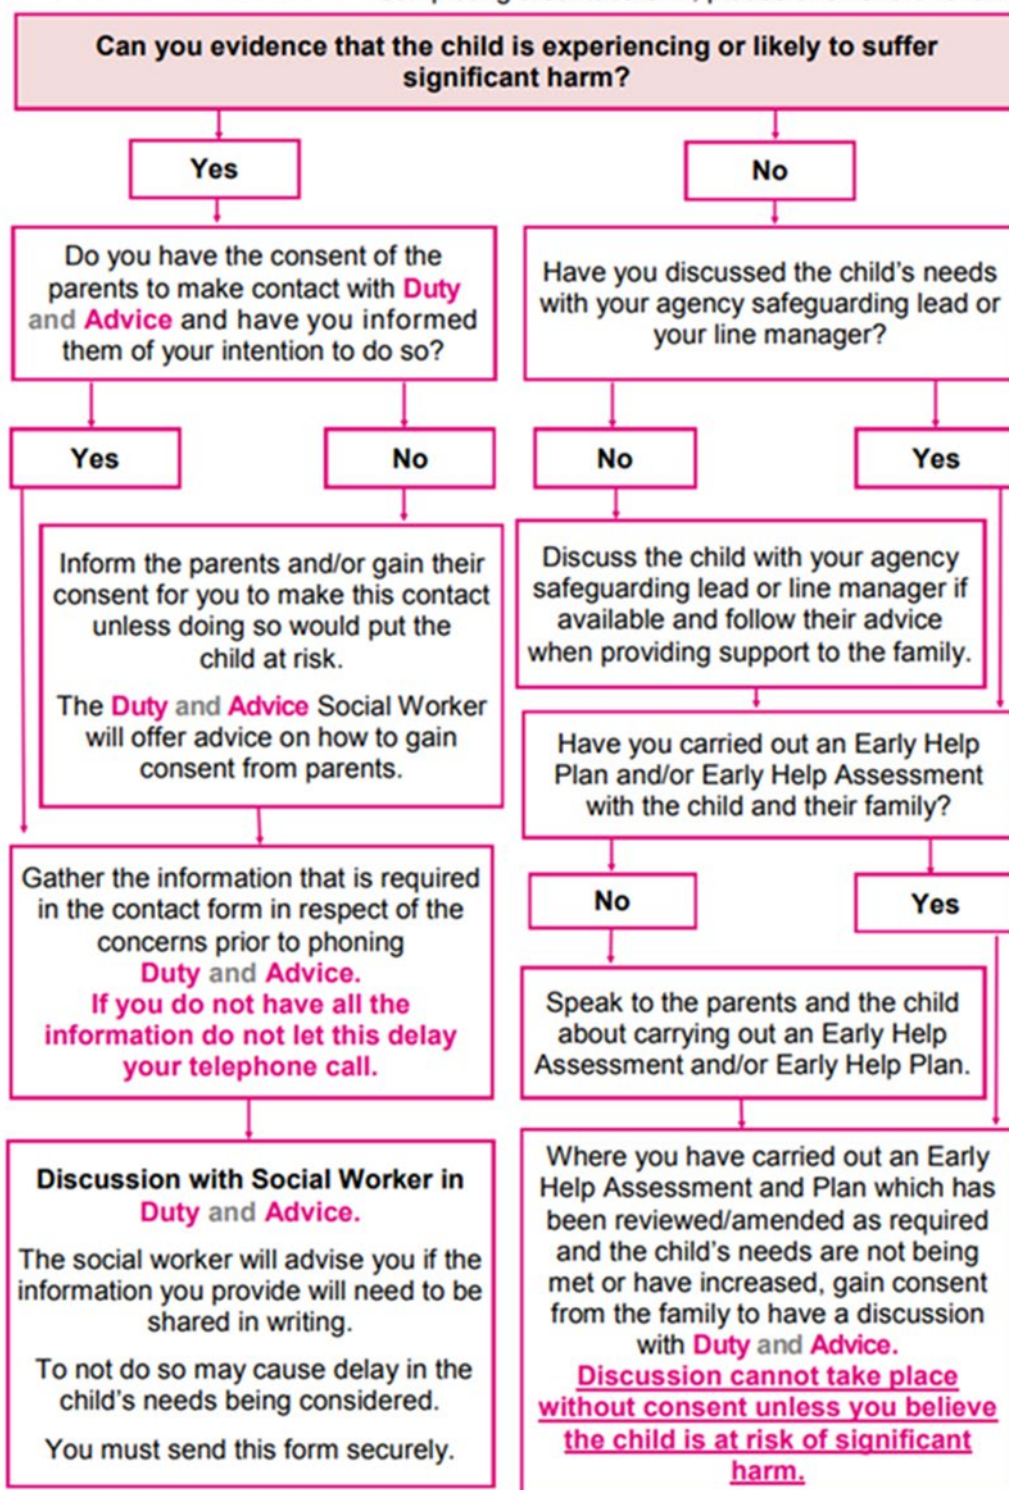 Can you evidence that the child is experiencing or likely to suffer
significant harm?
Yes
No
Do you have the consent of the
parents to make contact with Duty
and Advice and have you informed
them of your intention to do so?
Have you discussed the child's needs
with your agency safeguarding lead or
your line manager?
Yes
No
No
Yes
Inform the parents and/or gain their
consent for you to make this contact
unless doing so would put the
child at risk.
The Duty and Advice Social Worker
will offer advice on how to gain
consent from parents.
Discuss the child with your agency
safeguarding lead or line manager if
available and follow their advice
when providing support to the family.
Have you carried out an Early Help
Plan and/or Early Help Assessment
with the child and their family?
Gather the information that is required
in the contact form in respect of the
concerns prior to phoning
Duty and Advice.
If you do not have all the
information do not let this delay
your telephone call.
No
Yes
Speak to the parents and the child
about carrying out an Early Help
Assessment and/or Early Help Plan.
Discussion with Social Worker in
Duty and Advice.
The social worker will advise you if the
information you provide will need to be
shared in writing.
To not do so may cause delay in the
child's needs being considered.
You must send this form securely.
Where you have carried out an Early
Help Assessment and Plan which has
been reviewed/amended as required
and the child's needs are not being
met or have increased, gain consent
from the family to have a discussion
with Duty and Advice.
Discussion cannot take place
without consent unless you believe
the child is at risk of significant
harm.